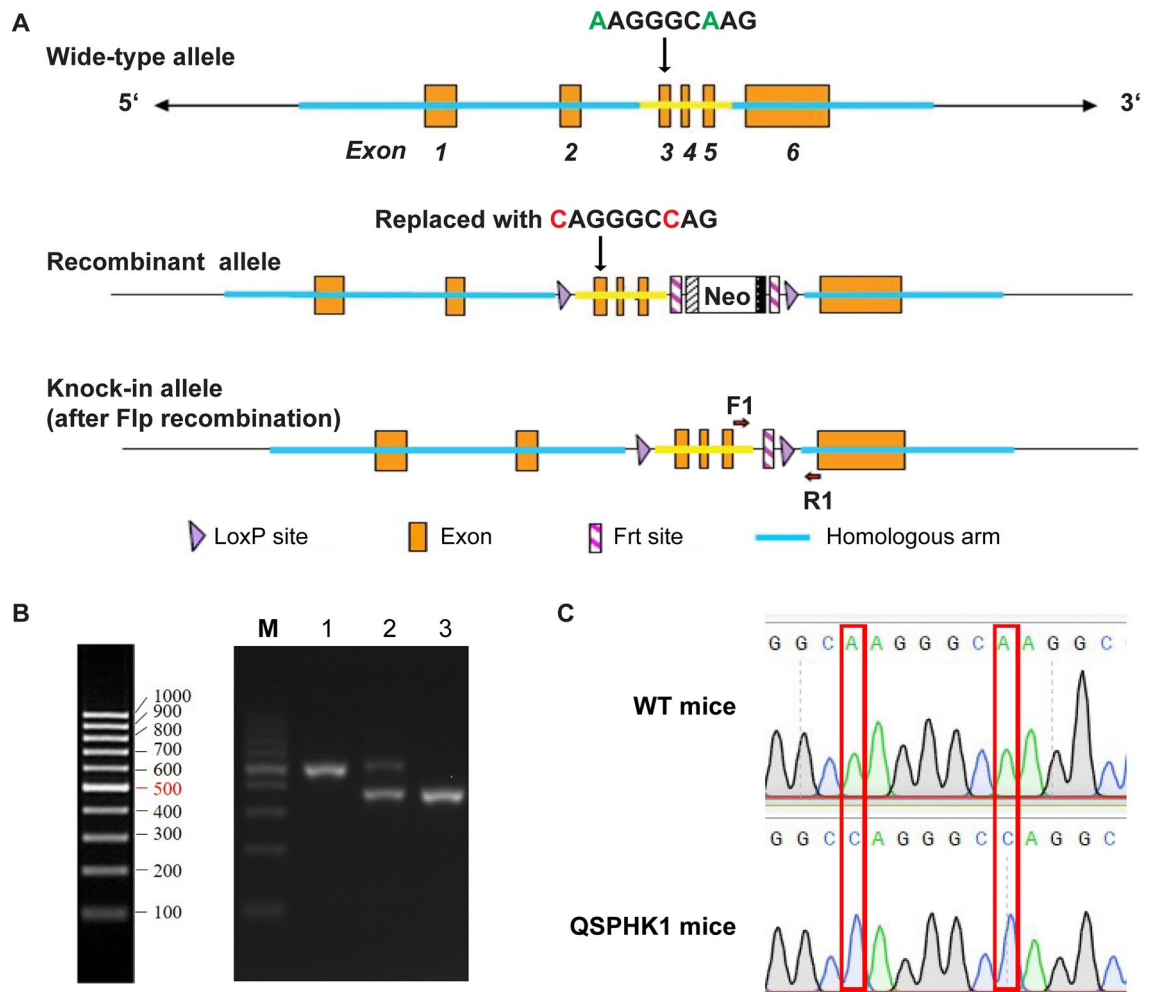 A
AAGGGCAAG
Wide-type allele
5‘
3‘
Exon 1 2 3 4 5 6
Replaced with CAGGGCCAG
Recombinant allele
Neo
Knock-in allele
(after Flp recombination)
F1
R1
LoxP site
Exon
Frt site
Homologous arm
B
M 1 2 3
1000
900
800
700
600
500
400
300
200
100
C
G G C A A G G G C A A G G C
WT mice
G G C C A G G G C C A G G C
QSPHK1 mice